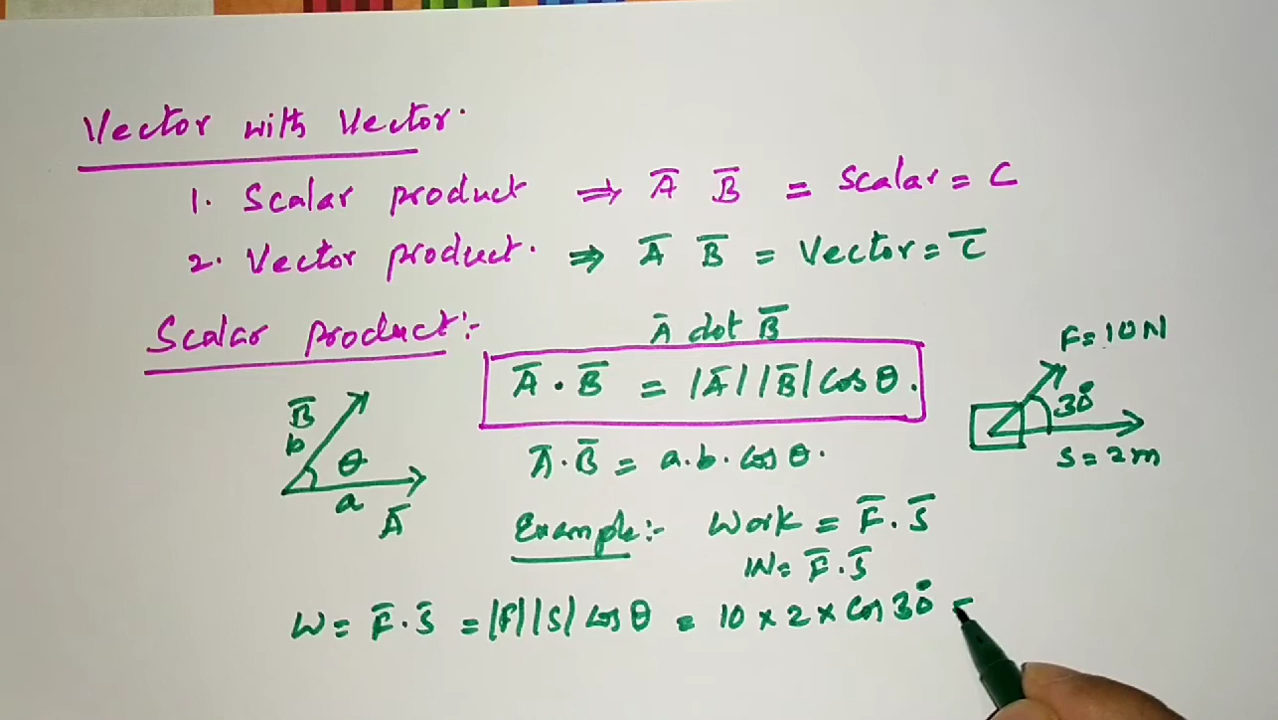 Vector with Vector.
1. Scalar product ⇒ A̅ B̅ = Scalar = C
2. Vector product. ⇒ A̅ B̅ = Vector = C̅
Scalar Product:-
A̅ dot B̅
A̅ . B̅ = |A̅| |B̅| Cos θ.
A̅.B̅ = a.b. Cos θ.
B̅
b
θ
a
A̅
F = 10 N
30°
S = 2m
Example:- Work = F̅ . S̅
W = F̅ . S̅
W = F̅ . S̅ = |F| |S| Cos θ = 10 × 2 × Cos 30° =